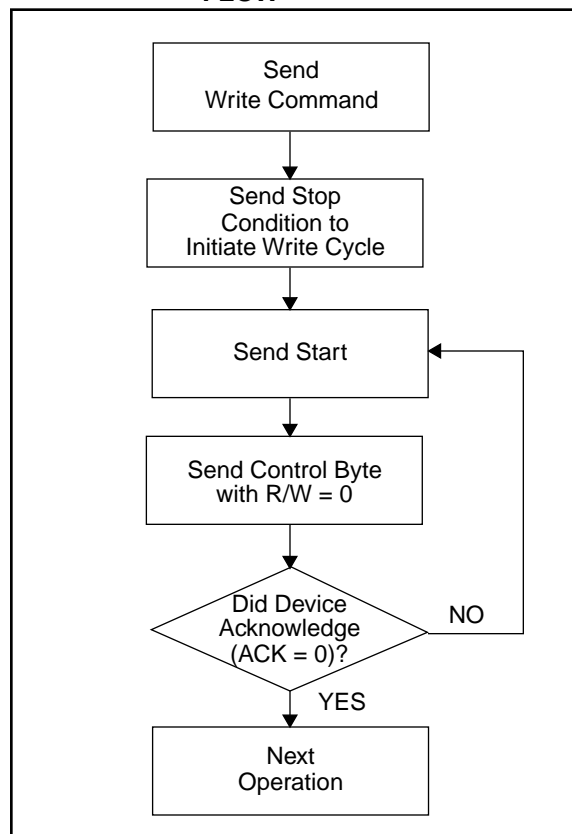 FLOW
Send
Write Command
Send Stop
Condition to
Initiate Write Cycle
Send Start
Send Control Byte
with R/W = 0
Did Device
Acknowledge
(ACK = 0)?
NO
YES
Next
Operation